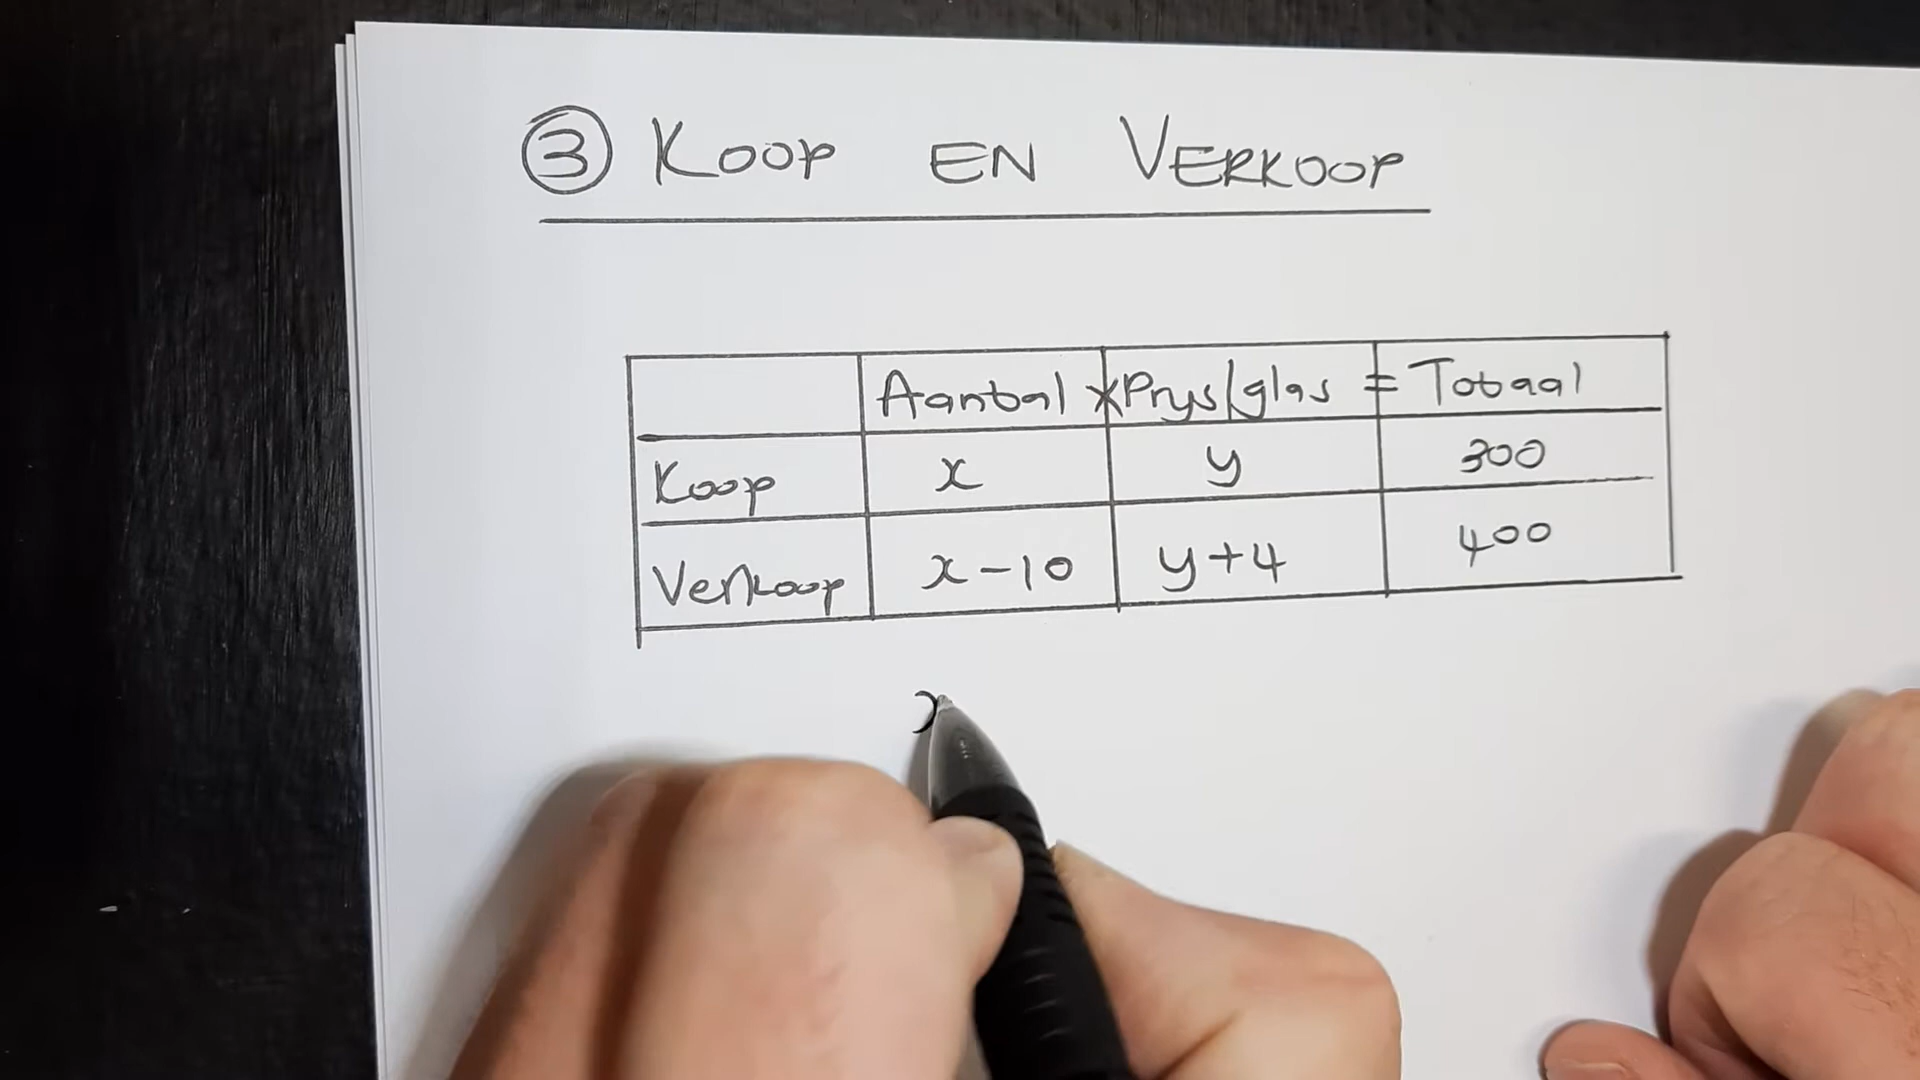 ③ KOOP EN VERKOOP
Aantal × Prys/glas = Totaal
Koop x y 300
Verkoop x-10 y+4 400